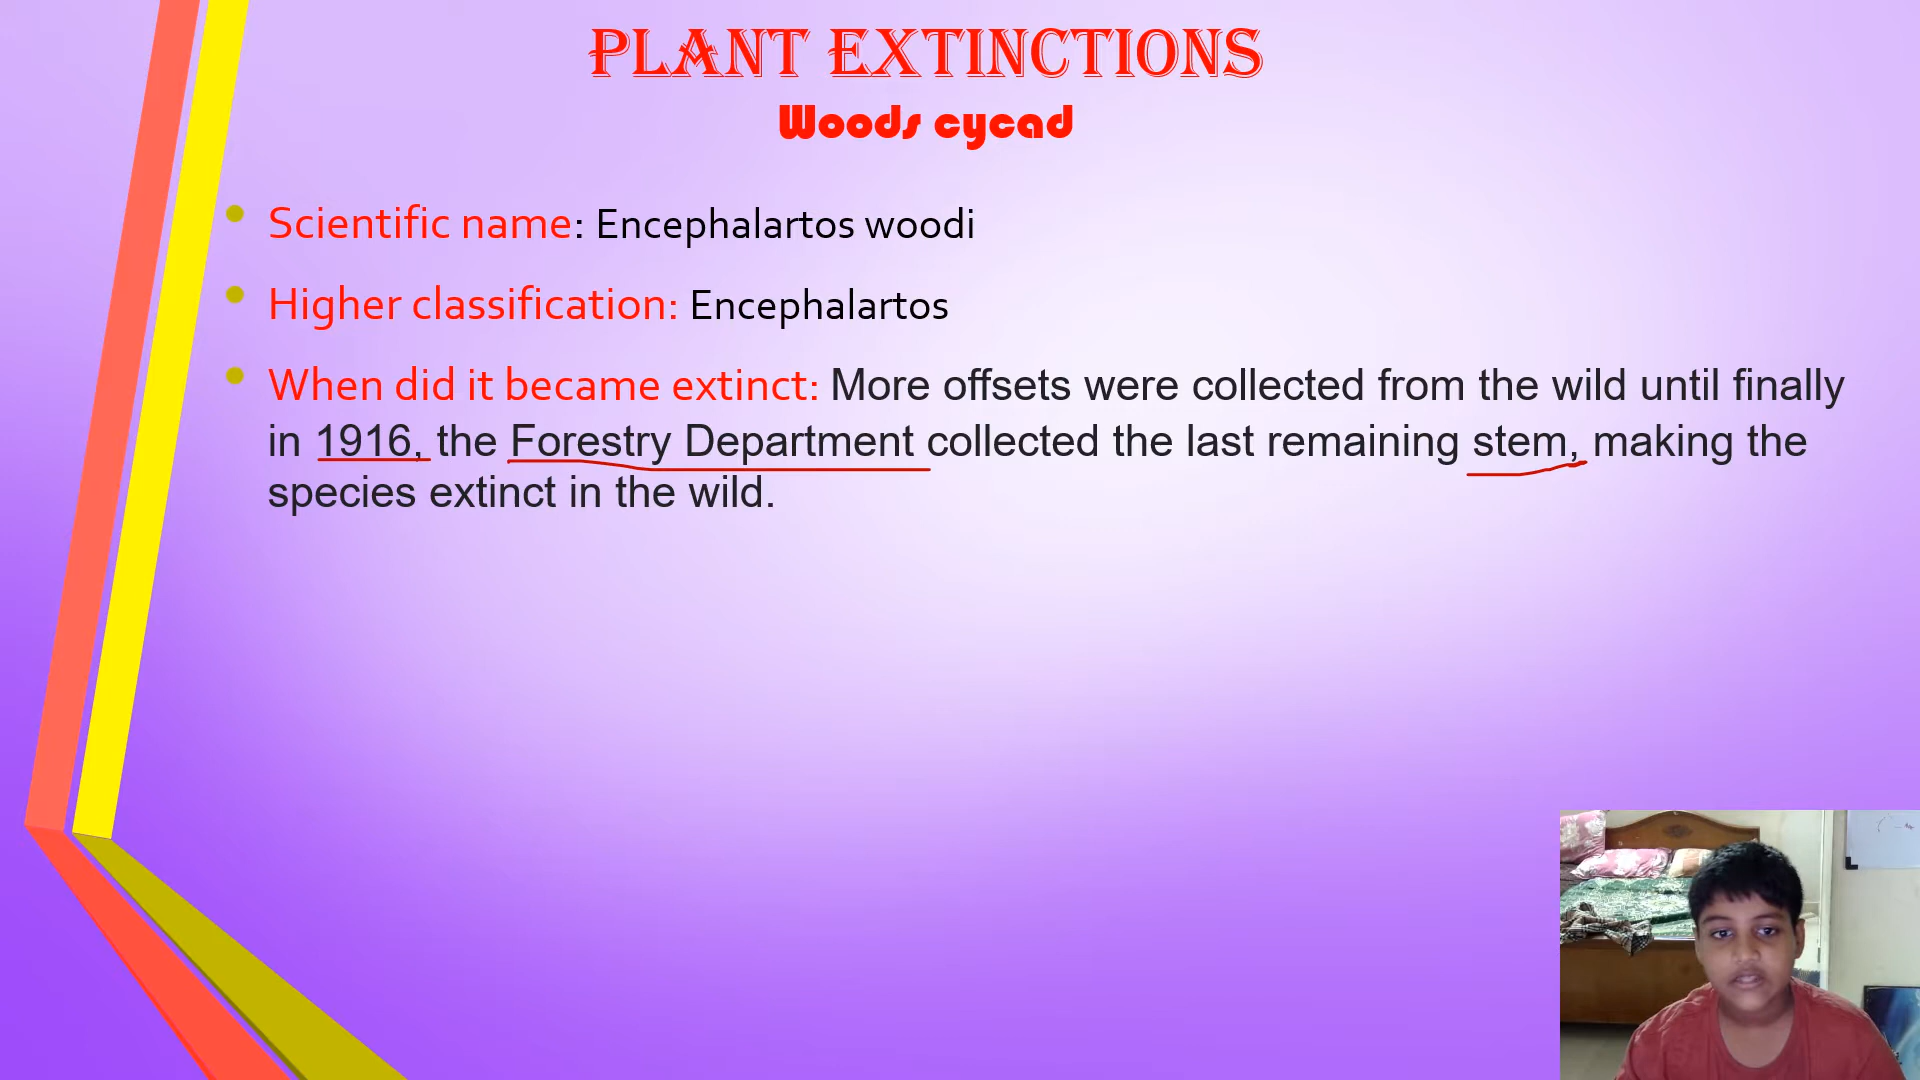 PLANT EXTINCTIONS
Woods cycad
• Scientific name: Encephalartos woodi
• Higher classification: Encephalartos
• When did it became extinct: More offsets were collected from the wild until finally
in 1916, the Forestry Department collected the last remaining stem, making the
species extinct in the wild.